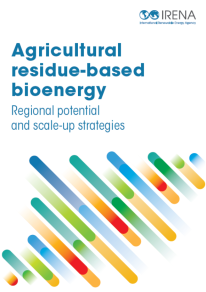 IRENA
International Renewable Energy Agency
Agricultural
residue-based
bioenergy
Regional potential
and scale-up strategies